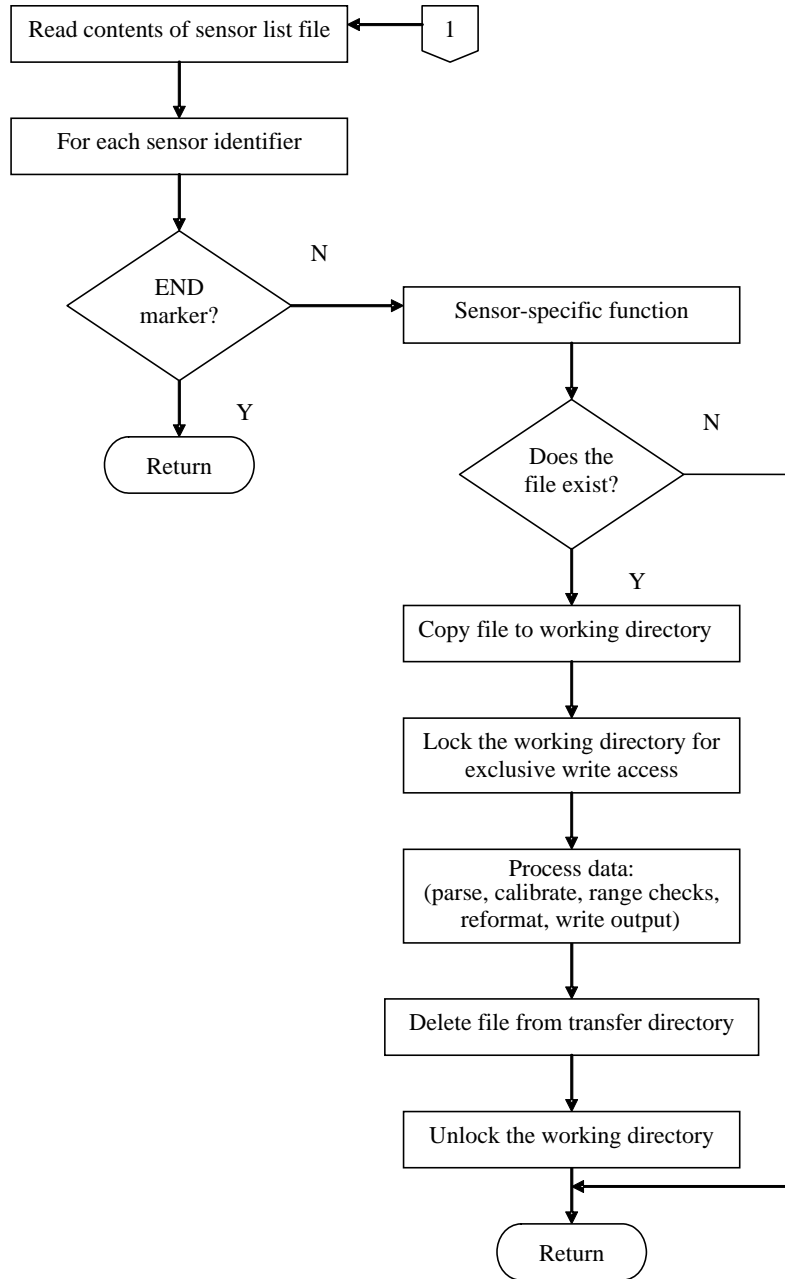 Read contents of sensor list file
1
For each sensor identifier
END
marker?
N
Sensor-specific function
Y
Return
Does the
file exist?
N
Y
Copy file to working directory
Lock the working directory for
exclusive write access
Process data:
(parse, calibrate, range checks,
reformat, write output)
Delete file from transfer directory
Unlock the working directory
Return